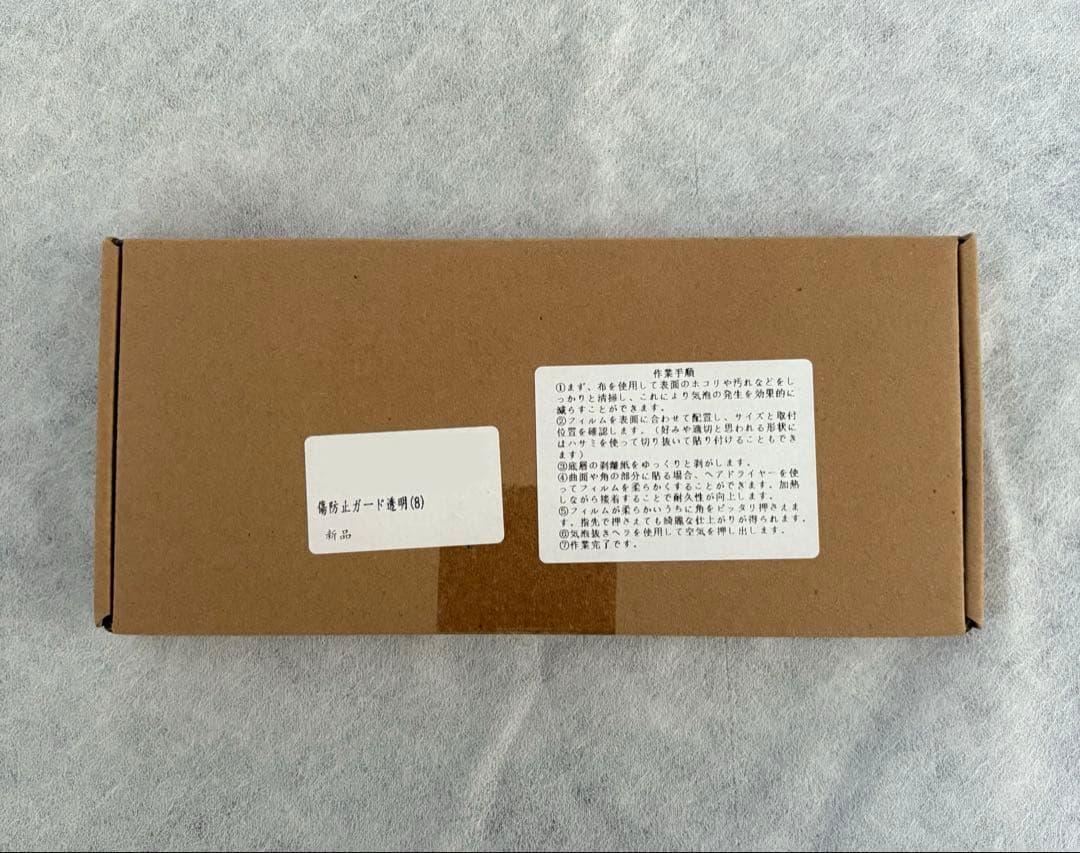 傷防止ガード透明(8)
新品
作業手順
①まず、布を使用して表面のホコリや汚れなどをし
っかりと清掃し、これにより気泡の発生を効果的に
減らすことができます。
②フィルムを表面に合わせて配置し、サイズと取付
位置を確認します。(好みや適切と思われる形状に
はハサミを使って切り抜いて貼り付けることもでき
ます)
③底層の剥離紙をゆっくりと剥がします。
④曲面や角の部分に貼る場合、ヘアドライヤーを使
ってフィルムを柔らかくすることができます。加熱
しながら接着することで耐久性が向上します。
⑤フィルムが柔らかいうちに角をピッタリ押さえま
す。指先で押さえても綺麗な仕上がりが得られます。
⑥気泡抜きヘラを使用して空気を押し出します。
⑦作業完了です。